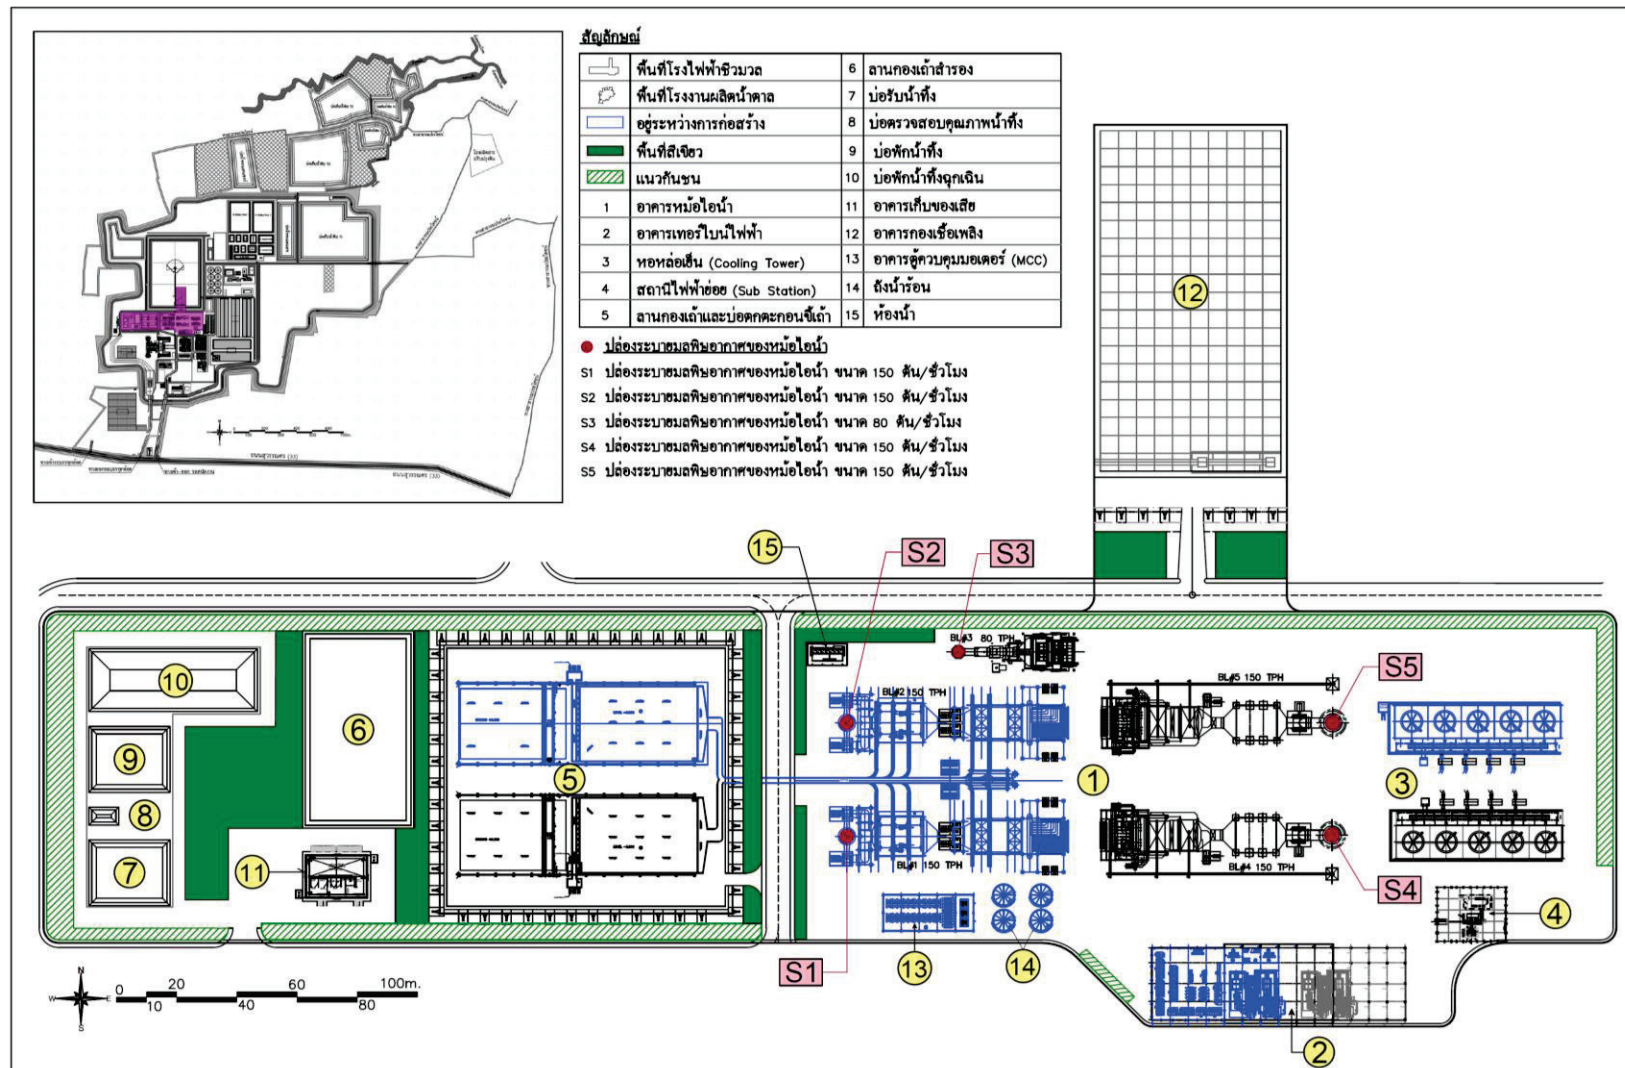 สัญลักษณ์
พื้นที่โรงไฟฟ้าชีวมวล
6 ลานกองเถ้าสำรอง
พื้นที่โรงงานผลิตน้ำตาล
7 บ่อรับน้ำทิ้ง
อยู่ระหว่างการก่อสร้าง
8 บ่อตรวจสอบคุณภาพน้ำทิ้ง
พื้นที่สีเขียว
9 บ่อพักน้ำทิ้ง
แนวกันชน
10 บ่อพักน้ำทิ้งฉุกเฉิน
1 อาคารหม้อไอน้ำ
11 อาคารเก็บของเสีย
2 อาคารเทอร์ไบน์ไฟฟ้า
12 อาคารกองเชื้อเพลิง
3 หอหล่อเย็น (Cooling Tower)
13 อาคารตู้ควบคุมมอเตอร์ (MCC)
4 สถานีไฟฟ้าย่อย (Sub Station)
14 ถังน้ำร้อน
5 ลานกองเถ้าและบ่อตกตะกอนขี้เถ้า
15 ห้องน้ำ
ปล่องระบายมลพิษอากาศของหม้อไอน้ำ
S1 ปล่องระบายมลพิษอากาศของหม้อไอน้ำ ขนาด 150 ตัน/ชั่วโมง
S2 ปล่องระบายมลพิษอากาศของหม้อไอน้ำ ขนาด 150 ตัน/ชั่วโมง
S3 ปล่องระบายมลพิษอากาศของหม้อไอน้ำ ขนาด 80 ตัน/ชั่วโมง
S4 ปล่องระบายมลพิษอากาศของหม้อไอน้ำ ขนาด 150 ตัน/ชั่วโมง
S5 ปล่องระบายมลพิษอากาศของหม้อไอน้ำ ขนาด 150 ตัน/ชั่วโมง
12
15
S2
S3
BL#3 80 TPH
S5
10
BL#2 150 TPH
BL#5 150 TPH
6
9
5
1
3
8
7
11
BL#1 150 TPH
BL#4 150 TPH
S4
4
S1
13
14
2
N
W
E
S
0 20 60 100m.
10 40 80